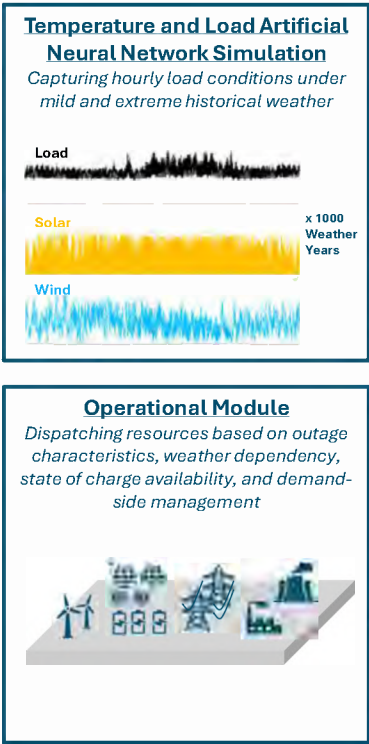 Temperature and Load Artificial
Neural Network Simulation
Capturing hourly load conditions under
mild and extreme historical weather
Load
Solar
x 1000
Weather
Years
Wind
Operational Module
Dispatching resources based on outage
characteristics, weather dependency,
state of charge availability, and demand-
side management